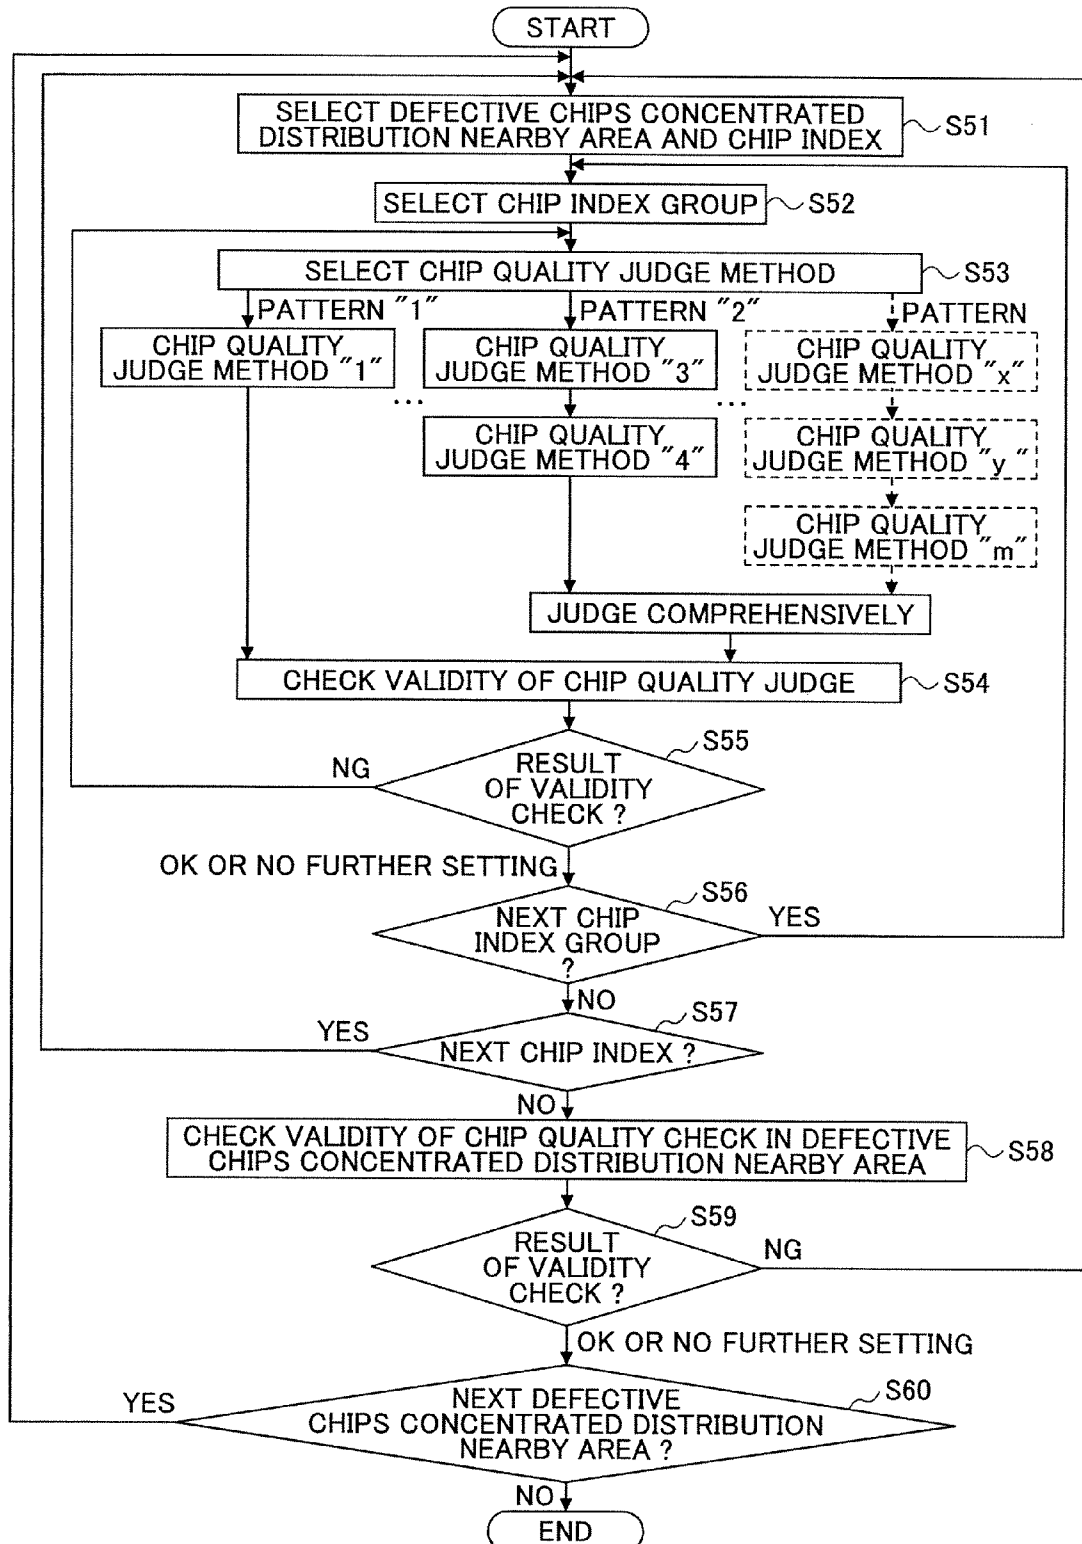 START
SELECT DEFECTIVE CHIPS CONCENTRATED
DISTRIBUTION NEARBY AREA AND CHIP INDEX
S51
SELECT CHIP INDEX GROUP
S52
SELECT CHIP QUALITY JUDGE METHOD
S53
PATTERN "1"
PATTERN "2"
PATTERN
CHIP QUALITY
JUDGE METHOD "1"
CHIP QUALITY
JUDGE METHOD "3"
CHIP QUALITY
JUDGE METHOD "x"
...
...
CHIP QUALITY
JUDGE METHOD "4"
CHIP QUALITY
JUDGE METHOD "y "
CHIP QUALITY
JUDGE METHOD "m"
JUDGE COMPREHENSIVELY
CHECK VALIDITY OF CHIP QUALITY JUDGE
S54
S55
NG
RESULT
OF VALIDITY
CHECK ?
OK OR NO FURTHER SETTING
S56
NEXT CHIP
INDEX GROUP
?
YES
NO
S57
YES
NEXT CHIP INDEX ?
NO
CHECK VALIDITY OF CHIP QUALITY CHECK IN DEFECTIVE
CHIPS CONCENTRATED DISTRIBUTION NEARBY AREA
S58
S59
RESULT
OF VALIDITY
CHECK ?
NG
OK OR NO FURTHER SETTING
S60
YES
NEXT DEFECTIVE
CHIPS CONCENTRATED DISTRIBUTION
NEARBY AREA ?
NO
END